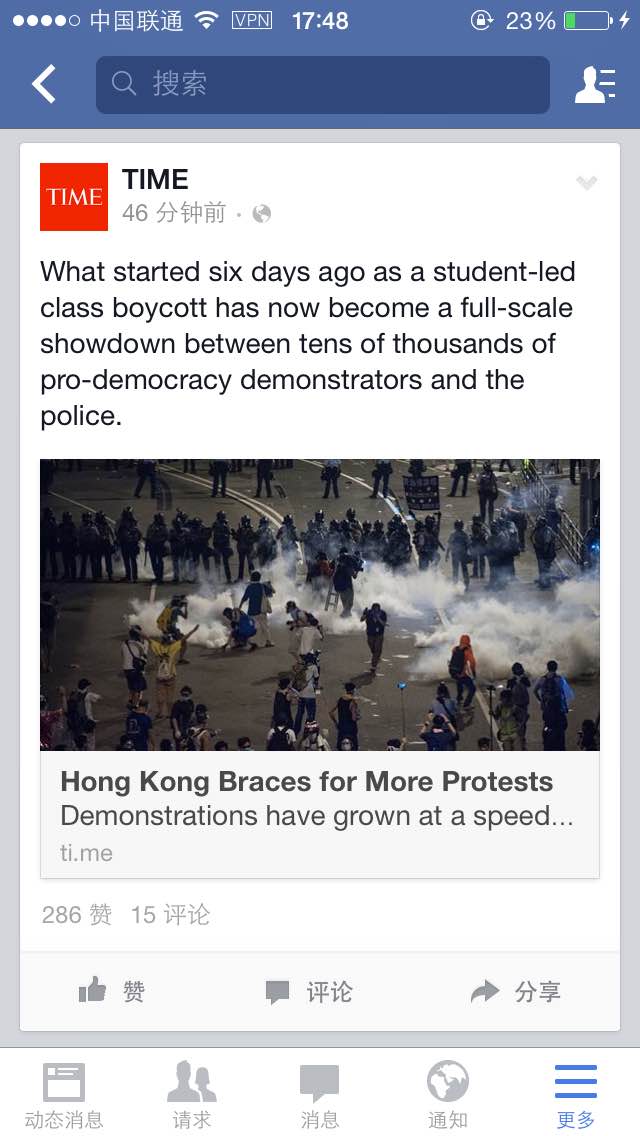 中国联通 VPN 17:48 23%
搜索
TIME
TIME
46 分钟前
What started six days ago as a student-led
class boycott has now become a full-scale
showdown between tens of thousands of
pro-democracy demonstrators and the
police.
Hong Kong Braces for More Protests
Demonstrations have grown at a speed...
ti.me
286 赞 15 评论
赞 评论 分享
动态消息 请求 消息 通知 更多